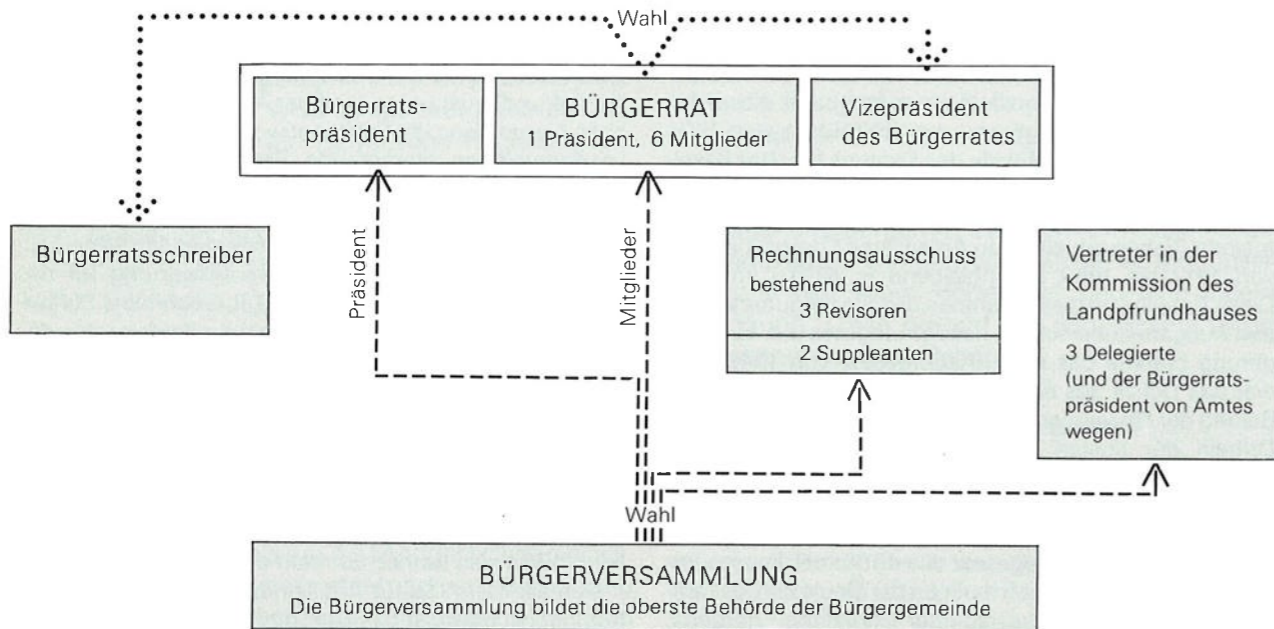 Wahl
Bürgerrats-
präsident
BÜRGERRAT
1 Präsident, 6 Mitglieder
Vizepräsident
des Bürgerrates
Bürgerratsschreiber
Präsident
Mitglieder
Rechnungsausschuss
bestehend aus
3 Revisoren
2 Suppleanten
Vertreter in der
Kommission des
Landpfrundhauses
3 Delegierte
(und der Bürgerrats-
präsident von Amtes
wegen)
Wahl
BÜRGERVERSAMMLUNG
Die Bürgerversammlung bildet die oberste Behörde der Bürgergemeinde